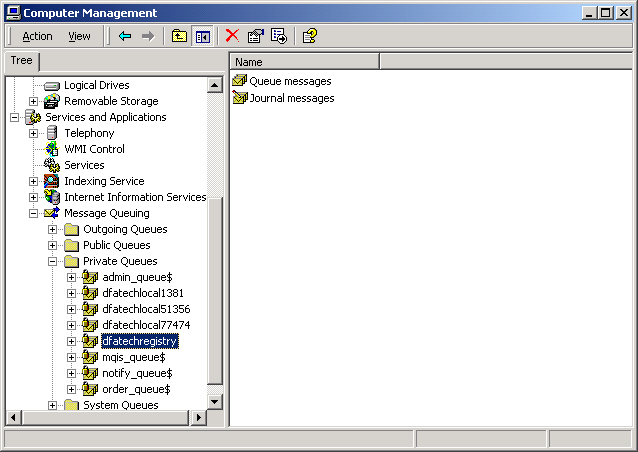 Computer Management
Action View
Tree
Name
Logical Drives
Removable Storage
Services and Applications
Telephony
WMI Control
Services
Indexing Service
Internet Information Services
Message Queuing
Outgoing Queues
Public Queues
Private Queues
admin_queue$
dfatechlocal1381
dfatechlocal51356
dfatechlocal77474
dfatechregistry
mqis_queue$
notify_queue$
order_queue$
System Queues
Queue messages
Journal messages